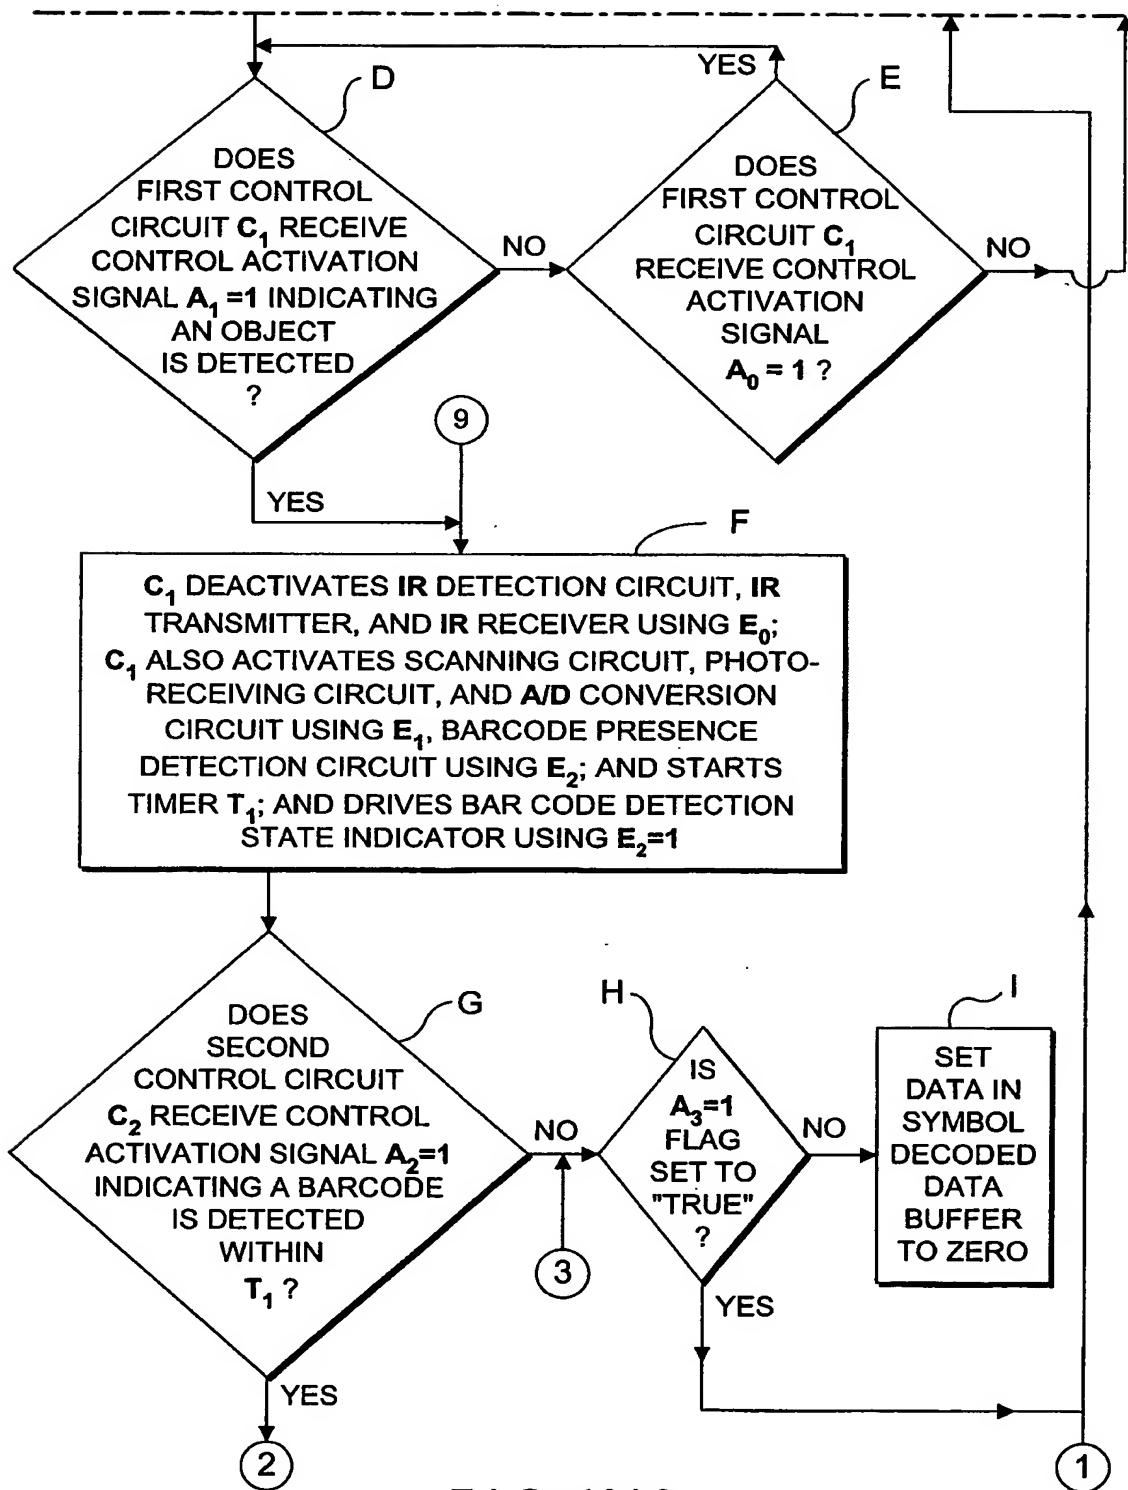 YES
D
E
DOES
FIRST CONTROL
CIRCUIT C1 RECEIVE
CONTROL ACTIVATION
SIGNAL A1 =1 INDICATING
AN OBJECT
IS DETECTED
?
NO
DOES
FIRST CONTROL
CIRCUIT C1
RECEIVE CONTROL
ACTIVATION
SIGNAL
A0 = 1 ?
NO
9
YES
F
C1 DEACTIVATES IR DETECTION CIRCUIT, IR
TRANSMITTER, AND IR RECEIVER USING E0;
C1 ALSO ACTIVATES SCANNING CIRCUIT, PHOTO-
RECEIVING CIRCUIT, AND A/D CONVERSION
CIRCUIT USING E1, BARCODE PRESENCE
DETECTION CIRCUIT USING E2; AND STARTS
TIMER T1; AND DRIVES BAR CODE DETECTION
STATE INDICATOR USING E2=1
G
DOES
SECOND
CONTROL CIRCUIT
C2 RECEIVE CONTROL
ACTIVATION SIGNAL A2=1
INDICATING A BARCODE
IS DETECTED
WITHIN
T1 ?
NO
3
H
IS
A3=1
FLAG
SET TO
"TRUE"
?
NO
I
SET
DATA IN
SYMBOL
DECODED
DATA
BUFFER
TO ZERO
YES
YES
2
1